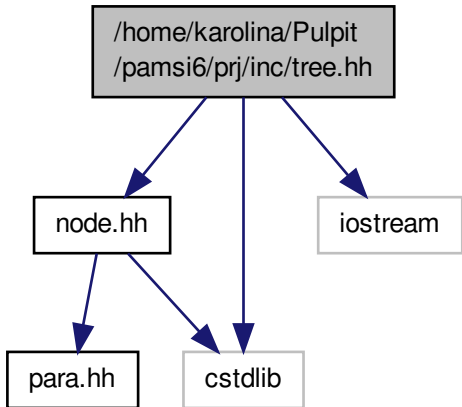 /home/karolina/Pulpit
/pamsi6/prj/inc/tree.hh
node.hh
iostream
para.hh
cstdlib